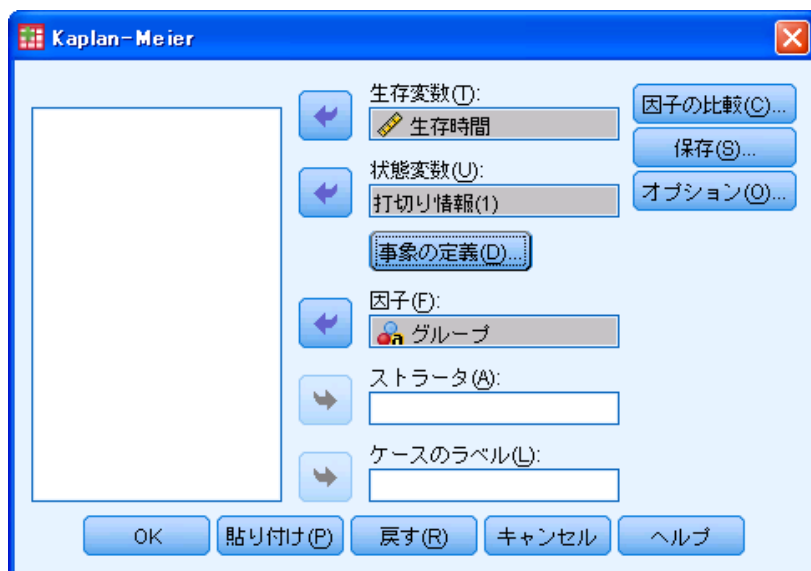 Kaplan-Meier
生存変数(T):
生存時間
状態変数(U):
打切り情報(1)
事象の定義(D)...
因子(F):
グループ
ストラータ(A):
ケースのラベル(L):
因子の比較(C)...
保存(S)...
オプション(O)...
OK
貼り付け(P)
戻す(R)
キャンセル
ヘルプ